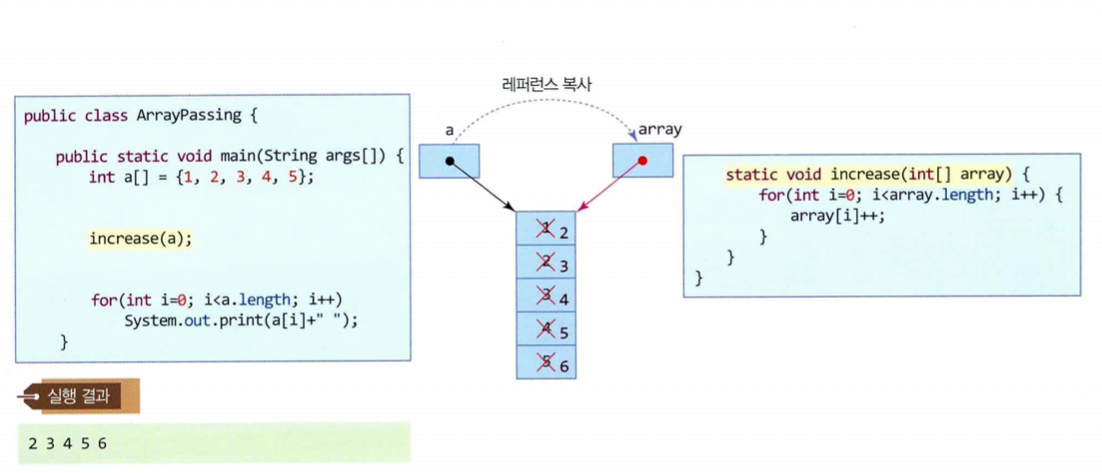 레퍼런스 복사
public class ArrayPassing {
public static void main(String args[]) {
int a[] = {1, 2, 3, 4, 5};
increase(a);
for(int i=0; i<a.length; i++)
System.out.print(a[i]+" ");
}
a
array
1 2
2 3
3 4
4 5
5 6
static void increase(int[] array) {
for(int i=0; i<array.length; i++) {
array[i]++;
}
}
}
실행 결과
2 3 4 5 6